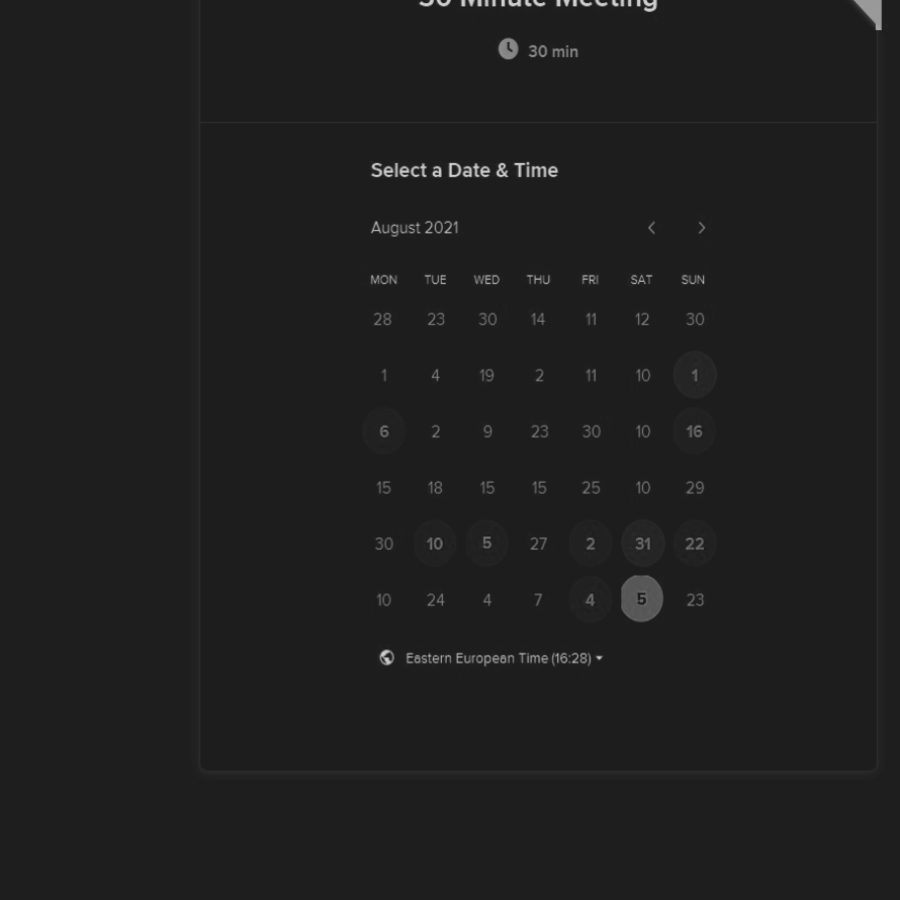 30 Minute Meeting
30 min
Select a Date & Time
August 2021
MON TUE WED THU FRI SAT SUN
28 23 30 14 11 12 30
1 4 19 2 11 10 1
6 2 9 23 30 10 16
15 18 15 15 25 10 29
30 10 5 27 2 31 22
10 24 4 7 4 5 23
Eastern European Time (16:28)